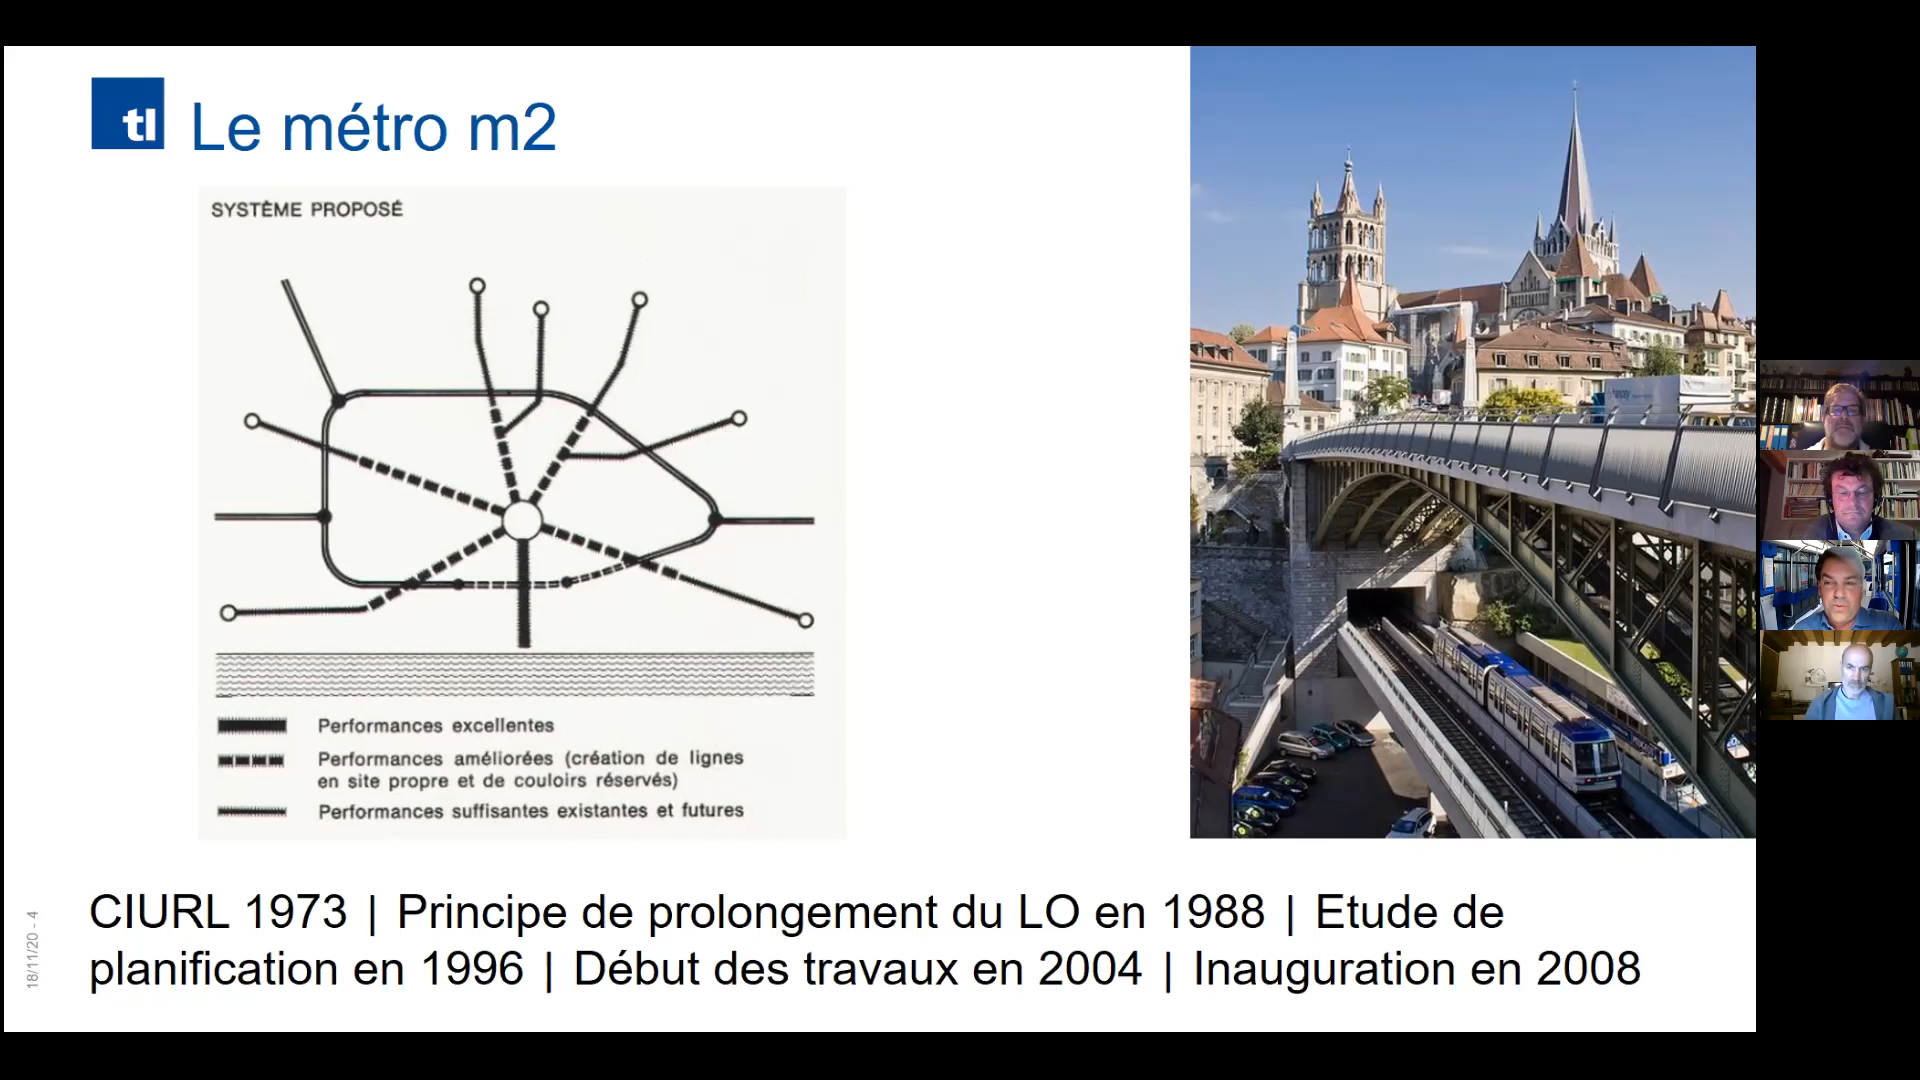 tl
Le métro m2
SYSTÈME PROPOSÉ
Performances excellentes
Performances améliorées (création de lignes
en site propre et de couloirs réservés)
Performances suffisantes existantes et futures
CIURL 1973 | Principe de prolongement du LO en 1988 | Etude de
planification en 1996 | Début des travaux en 2004 | Inauguration en 2008
18/11/20 - 4